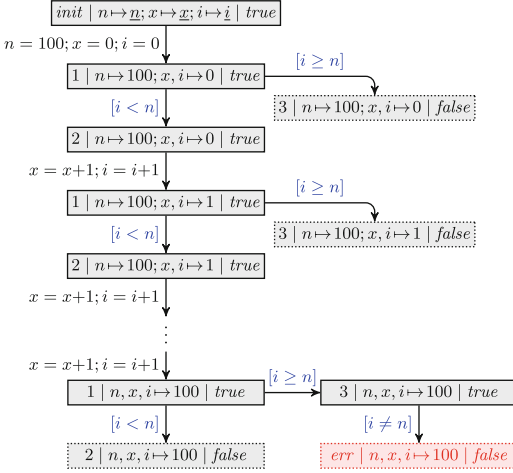 init | n ↦ n; x ↦ x; i ↦ i | true
n = 100; x = 0; i = 0
1 | n ↦ 100; x, i ↦ 0 | true
[i ≥ n]
3 | n ↦ 100; x, i ↦ 0 | false
[i < n]
2 | n ↦ 100; x, i ↦ 0 | true
x = x+1; i = i+1
1 | n ↦ 100; x, i ↦ 1 | true
[i ≥ n]
3 | n ↦ 100; x, i ↦ 1 | false
[i < n]
2 | n ↦ 100; x, i ↦ 1 | true
x = x+1; i = i+1
⋮
x = x+1; i = i+1
1 | n, x, i ↦ 100 | true
[i ≥ n]
3 | n, x, i ↦ 100 | true
[i < n]
[i ≠ n]
2 | n, x, i ↦ 100 | false
err | n, x, i ↦ 100 | false